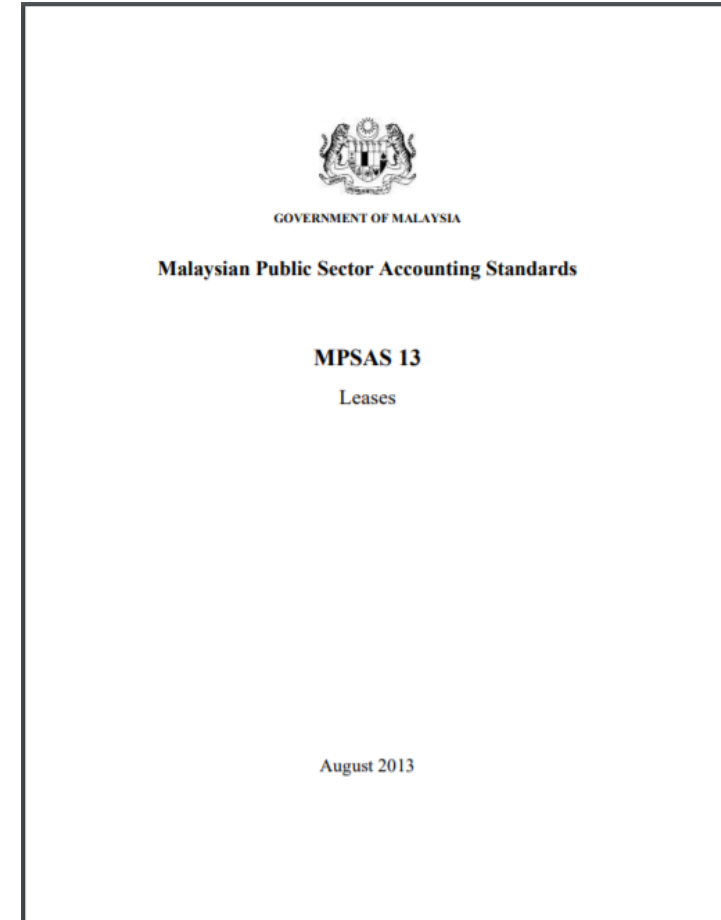 GOVERNMENT OF MALAYSIA
Malaysian Public Sector Accounting Standards
MPSAS 13
Leases
August 2013